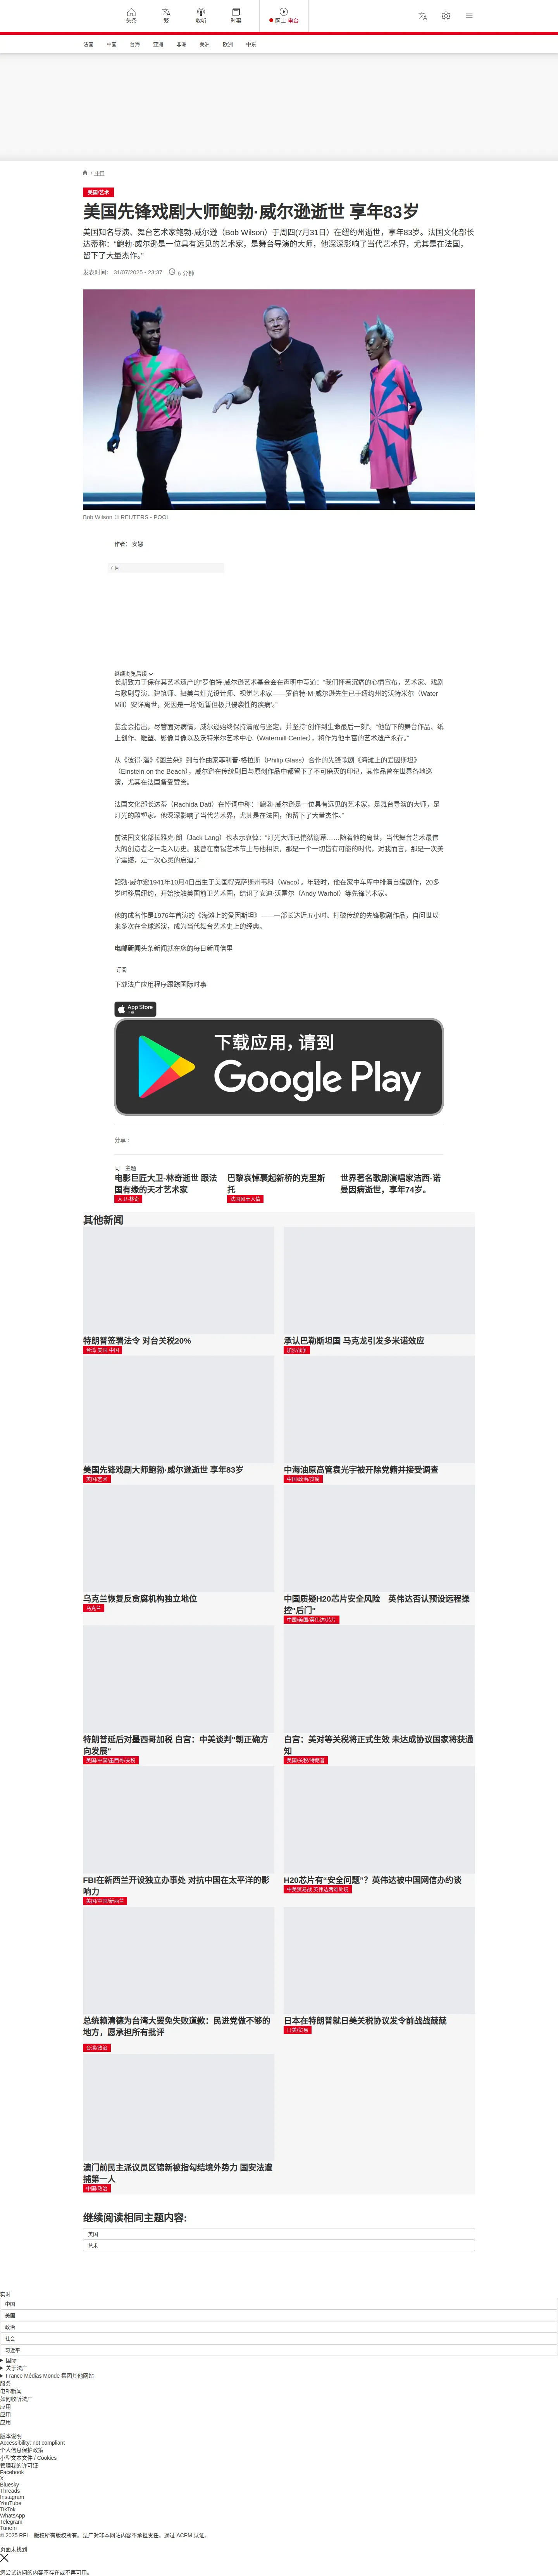 头条
繁
收听
时事
网上 电台
法国
中国
台海
亚洲
非洲
美洲
欧洲
中东
/ 法国
美国/艺术
美国先锋戏剧大师鲍勃·威尔逊逝世 享年83岁
美国知名导演、舞台艺术家鲍勃·威尔逊（Bob Wilson）于周四(7月31日）在纽约州逝世，享年83岁。法国文化部长
达蒂称：“鲍勃·威尔逊是一位具有远见的艺术家，是舞台导演的大师，他深深影响了当代艺术界，尤其是在法国，
留下了大量杰作。”
发表时间： 31/07/2025 - 23:37 6 分钟
Bob Wilson © REUTERS - POOL
作者： 安娜
广告
继续浏览后续
长期致力于保存其艺术遗产的“罗伯特·威尔逊艺术基金会在声明中写道：“我们怀着沉痛的心情宣布，艺术家、戏剧
与歌剧导演、建筑师、舞美与灯光设计师、视觉艺术家——罗伯特·M·威尔逊先生已于纽约州的沃特米尔（Water
Mill）安详离世，死因是一场‘短暂但极具侵袭性的疾病’。”
基金会指出，尽管面对病情，威尔逊始终保持清醒与坚定，并坚持“创作到生命最后一刻”。“他留下的舞台作品、纸
上创作、雕塑、影像肖像以及沃特米尔艺术中心（Watermill Center），将作为他丰富的艺术遗产永存。”
从《彼得·潘》《图兰朵》到与作曲家菲利普·格拉斯（Philip Glass）合作的先锋歌剧《海滩上的爱因斯坦》
（Einstein on the Beach），威尔逊在传统剧目与原创作品中都留下了不可磨灭的印记，其作品曾在世界各地巡
演，尤其在法国备受赞誉。
法国文化部长达蒂（Rachida Dati）在悼词中称：“鲍勃·威尔逊是一位具有远见的艺术家，是舞台导演的大师，是
灯光的雕塑家。他深深影响了当代艺术界，尤其是在法国，他留下了大量杰作。”
前法国文化部长雅克·朗（Jack Lang）也表示哀悼：“灯光大师已悄然谢幕……随着他的离世，当代舞台艺术最伟
大的创意者之一走入历史。我曾在南锡艺术节上与他相识，那是一个一切皆有可能的时代，对我而言，那是一次美
学震撼，是一次心灵的启迪。”
鲍勃·威尔逊1941年10月4日出生于美国得克萨斯州韦科（Waco）。年轻时，他在家中车库中排演自编剧作，20多
岁时移居纽约，开始接触美国前卫艺术圈，结识了安迪·沃霍尔（Andy Warhol）等先锋艺术家。
他的成名作是1976年首演的《海滩上的爱因斯坦》——一部长达近五小时、打破传统的先锋歌剧作品，自问世以
来多次在全球巡演，成为当代舞台艺术史上的经典。
电邮新闻头条新闻就在您的每日新闻信里
订阅
下载法广应用程序跟踪国际时事
App Store
下载
下载应用，请到
Google Play
分享 :
同一主题
电影巨匠大卫-林奇逝世 跟法
国有缘的天才艺术家
大卫-林奇
巴黎哀悼裹起新桥的克里斯
托
法国风土人情
世界著名歌剧演唱家洁西-诺
曼因病逝世，享年74岁。
其他新闻
特朗普签署法令 对台关税20%
台湾 美国 中国
承认巴勒斯坦国 马克龙引发多米诺效应
加沙战争
美国先锋戏剧大师鲍勃·威尔逊逝世 享年83岁
美国/艺术
中海油原高管袁光宇被开除党籍并接受调查
中国/政治/贪腐
乌克兰恢复反贪腐机构独立地位
乌克兰
中国质疑H20芯片安全风险 英伟达否认预设远程操
控"后门"
中国/美国/英伟达/芯片
特朗普延后对墨西哥加税 白宫：中美谈判"朝正确方
向发展"
美国/中国/墨西哥/关税
白宫：美对等关税将正式生效 未达成协议国家将获通
知
美国/关税/特朗普
FBI在新西兰开设独立办事处 对抗中国在太平洋的影
响力
美国/中国/新西兰
H20芯片有“安全问题”？英伟达被中国网信办约谈
中美贸易战 英伟达两难处境
总统赖清德为台湾大罢免失败道歉：民进党做不够的
地方，愿承担所有批评
台湾/政治
日本在特朗普就日美关税协议发令前战战兢兢
日美/贸易
澳门前民主派议员区锦新被指勾结境外势力 国安法遭
捕第一人
中国/政治
继续阅读相同主题内容:
美国
艺术
实时
中国
美国
政治
社会
习近平
国际
关于法广
France Médias Monde 集团其他网站
服务
电邮新闻
如何收听法广
应用
应用
应用
版本说明
Accessibility: not compliant
个人信息保护政策
小型文本文件 / Cookies
管理我的许可证
Facebook
X
Bluesky
Threads
Instagram
YouTube
TikTok
WhatsApp
Telegram
TuneIn
© 2025 RFI – 版权所有版权所有。法广对非本网站内容不承担责任。通过 ACPM 认证。
页面未找到
您尝试访问的内容不存在或不再可用。